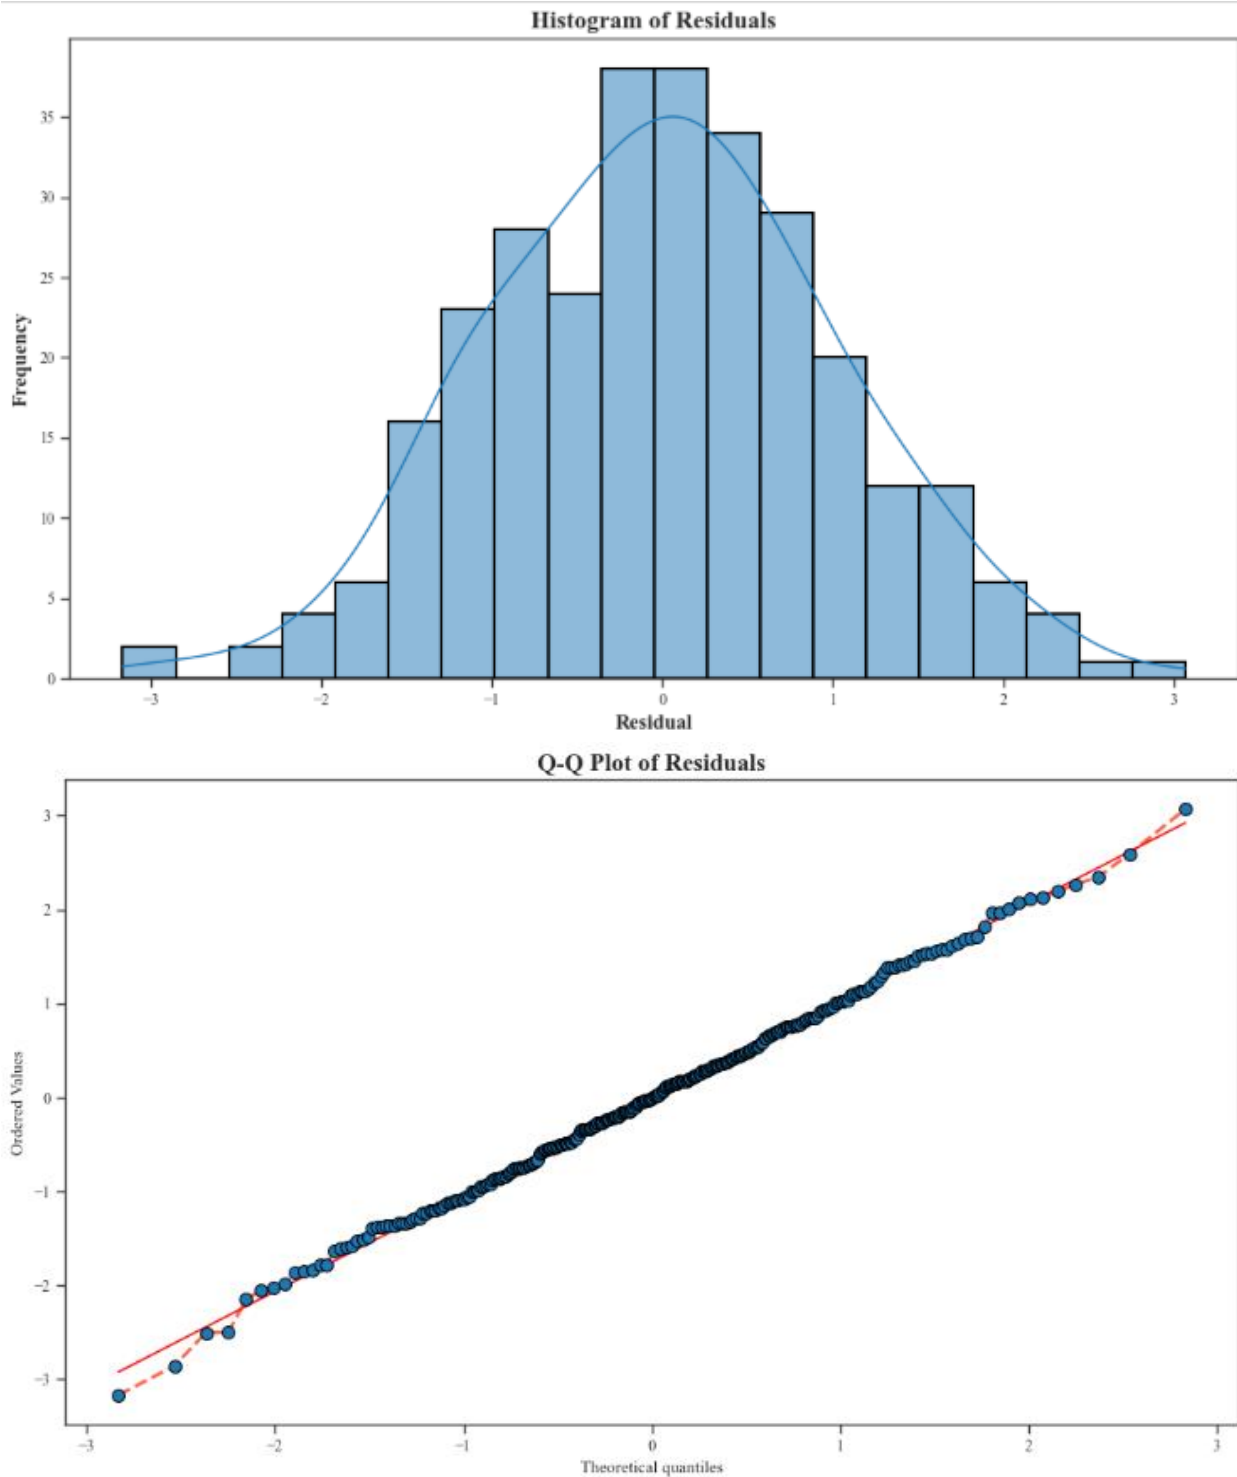 Histogram of Residuals
35
30
25
20
15
10
5
0
Frequency
−3 −2 −1 0 1 2 3
Residual
Q-Q Plot of Residuals
3
2
1
0
−1
−2
−3
Ordered Values
−3 −2 −1 0 1 2 3
Theoretical quantiles